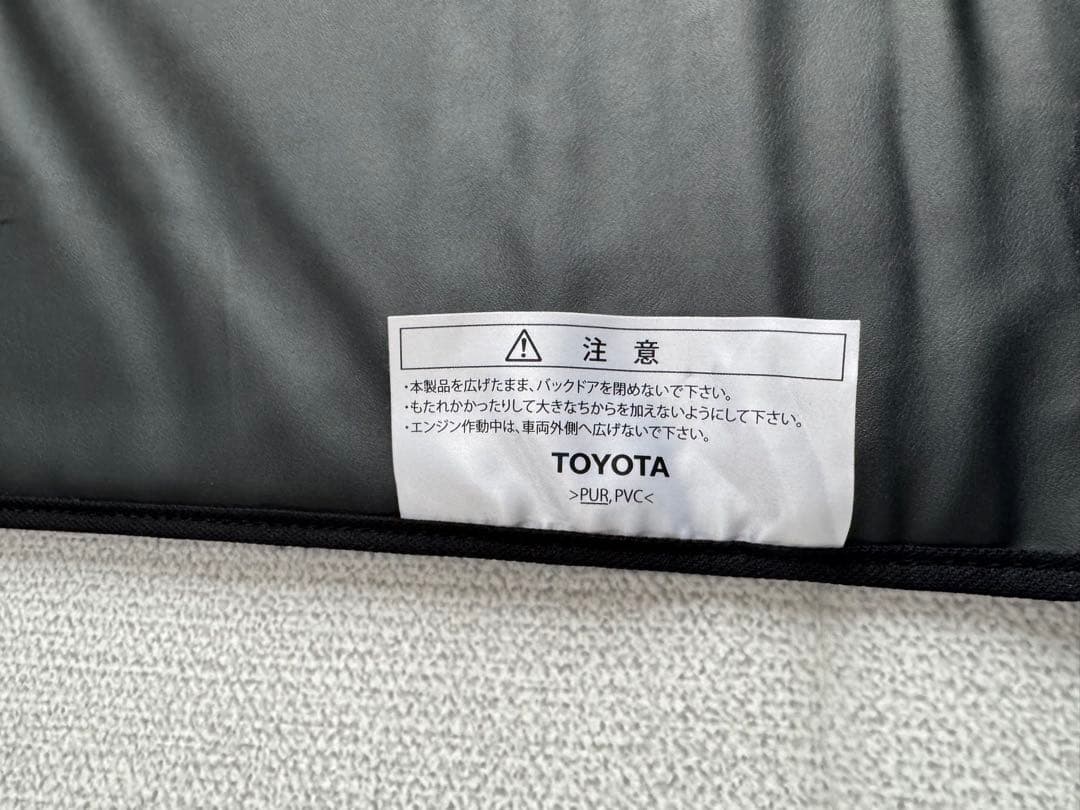 注 意
・本製品を広げたまま、バックドアを閉めないで下さい。
・もたれかかったりして大きなちからを加えないようにして下さい。
・エンジン作動中は、車両外側へ広げないで下さい。
TOYOTA
>PUR, PVC<